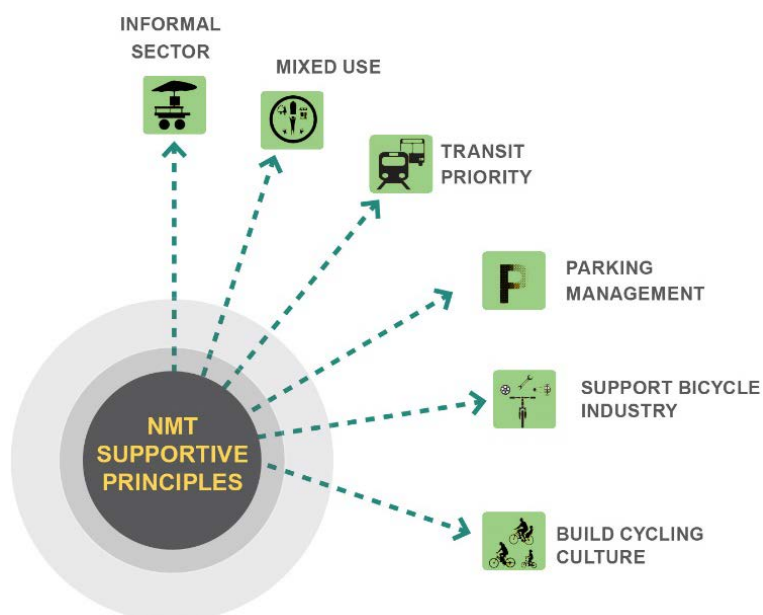 INFORMAL
SECTOR
MIXED USE
TRANSIT
PRIORITY
PARKING
MANAGEMENT
SUPPORT BICYCLE
INDUSTRY
BUILD CYCLING
CULTURE
NMT
SUPPORTIVE
PRINCIPLES
P